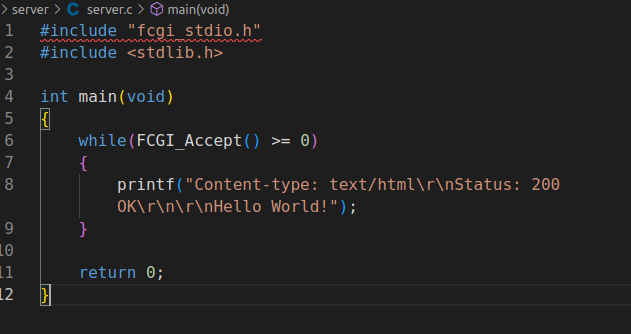 > server > C server.c > main(void)
1 #include "fcgi_stdio.h"
2 #include <stdlib.h>
3
4 int main(void)
5 {
6     while(FCGI_Accept() >= 0)
7     {
8         printf("Content-type: text/html\r\nStatus: 200
OK\r\n\r\nHello World!");
9     }
10
11     return 0;
12 }